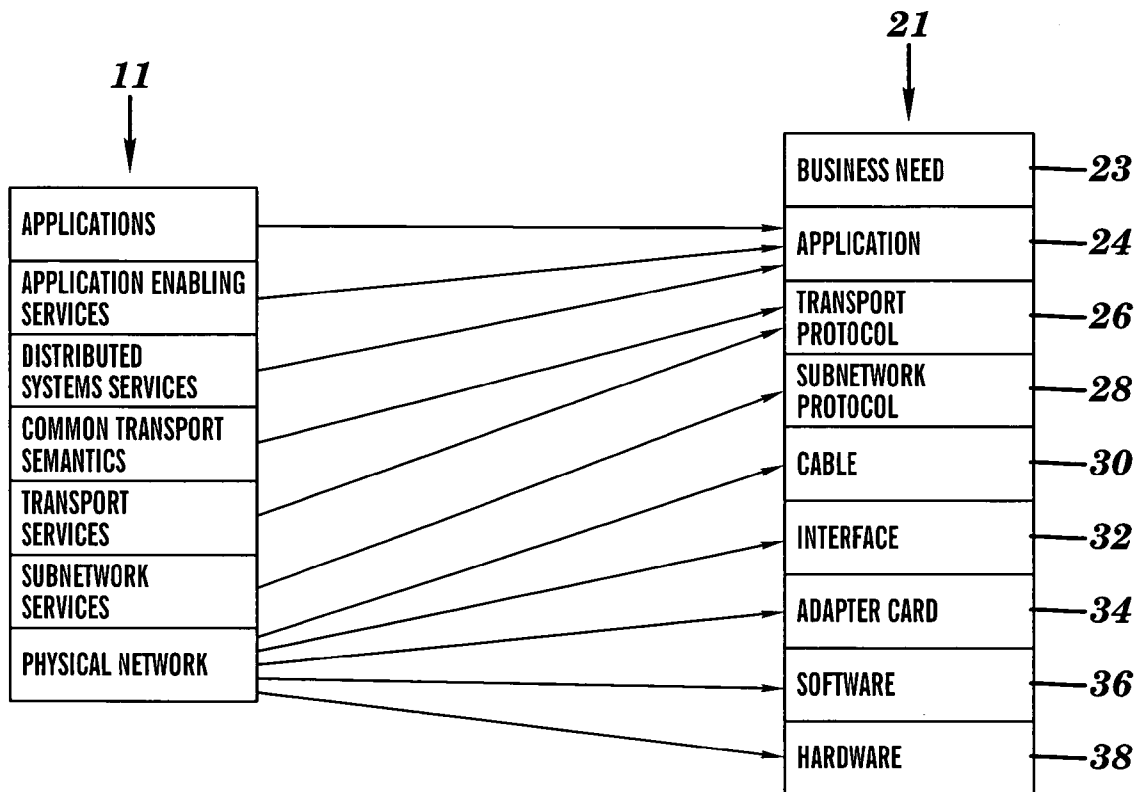 11
APPLICATIONS
APPLICATION ENABLING
SERVICES
DISTRIBUTED
SYSTEMS SERVICES
COMMON TRANSPORT
SEMANTICS
TRANSPORT
SERVICES
SUBNETWORK
SERVICES
PHYSICAL NETWORK
21
BUSINESS NEED
23
APPLICATION
24
TRANSPORT
PROTOCOL
26
SUBNETWORK
PROTOCOL
28
CABLE
30
INTERFACE
32
ADAPTER CARD
34
SOFTWARE
36
HARDWARE
38